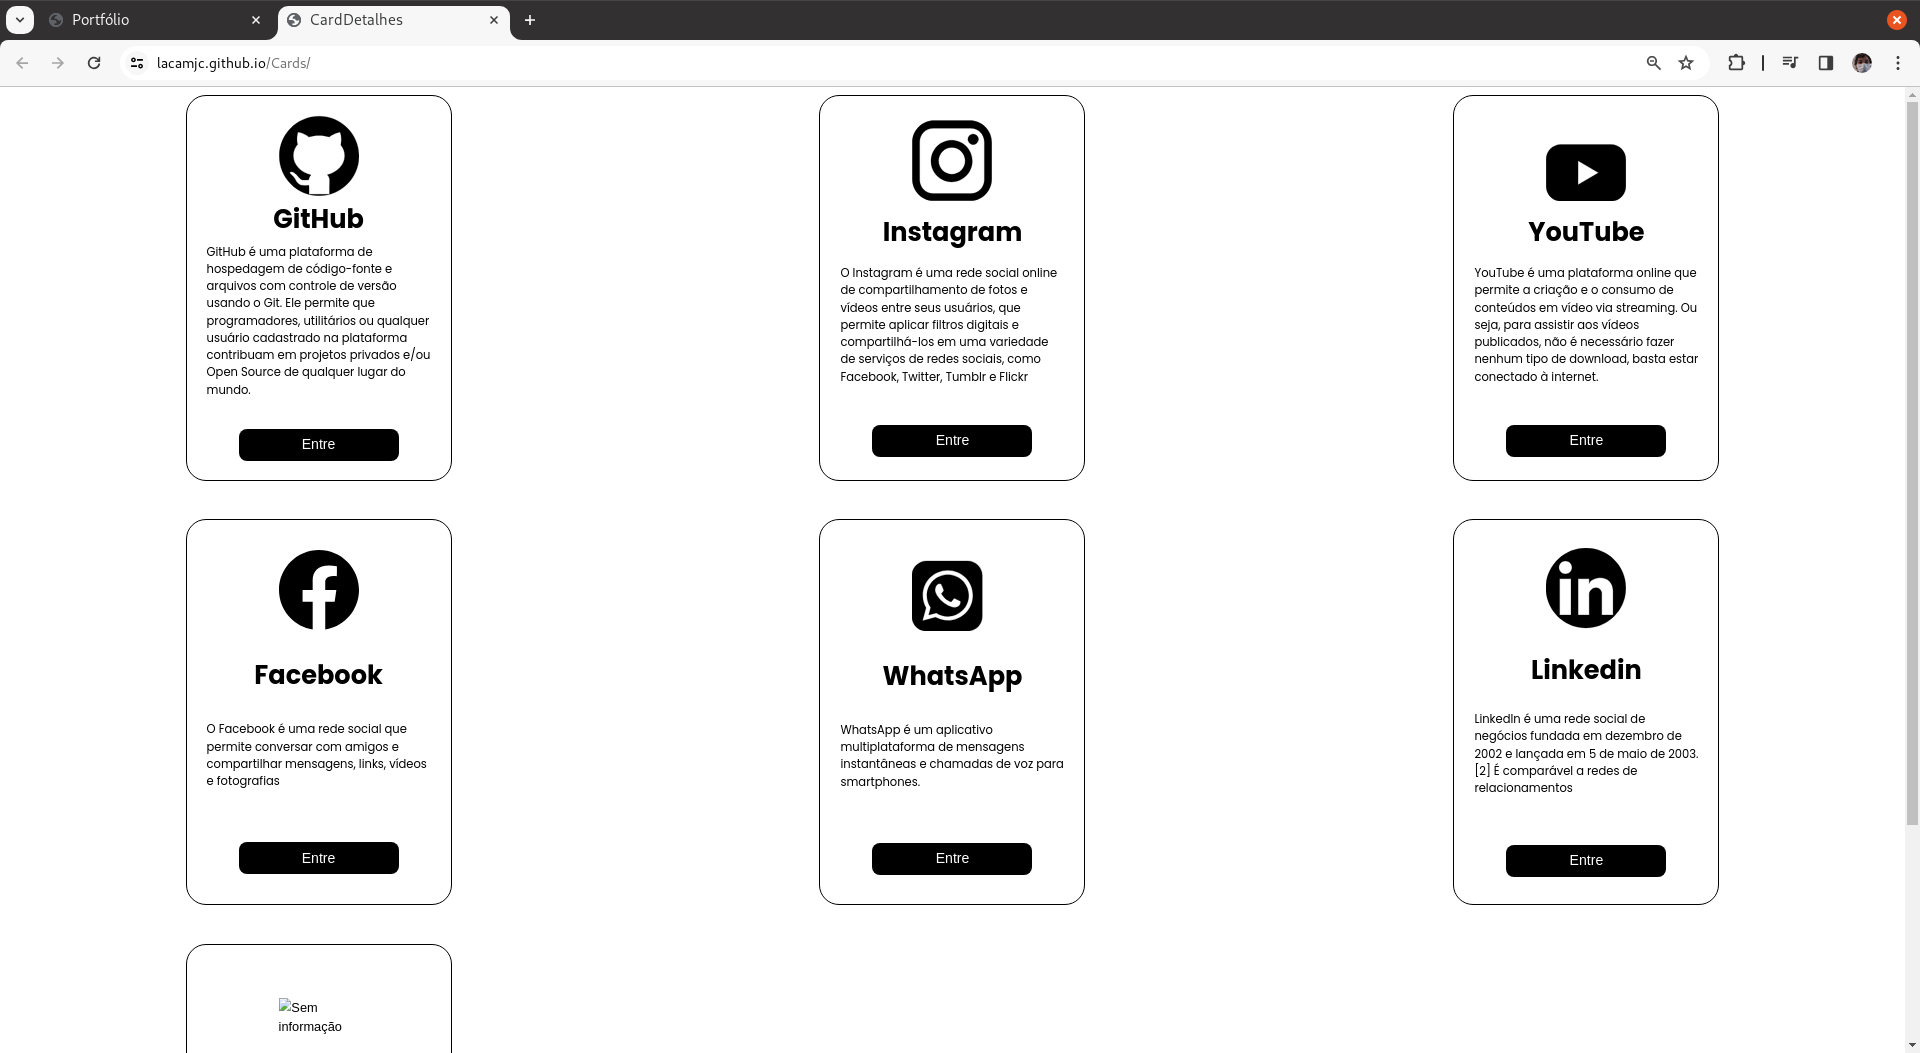 Portfólio
CardDetalhes
lacamjc.github.io/Cards/
GitHub
GitHub é uma plataforma de
hospedagem de código-fonte e
arquivos com controle de versão
usando o Git. Ele permite que
programadores, utilitários ou qualquer
usuário cadastrado na plataforma
contribuam em projetos privados e/ou
Open Source de qualquer lugar do
mundo.
Entre
Instagram
O Instagram é uma rede social online
de compartilhamento de fotos e
vídeos entre seus usuários, que
permite aplicar filtros digitais e
compartilhá-los em uma variedade
de serviços de redes sociais, como
Facebook, Twitter, Tumblr e Flickr
Entre
YouTube
YouTube é uma plataforma online que
permite a criação e o consumo de
conteúdos em vídeo via streaming. Ou
seja, para assistir aos vídeos
publicados, não é necessário fazer
nenhum tipo de download, basta estar
conectado à internet.
Entre
Facebook
O Facebook é uma rede social que
permite conversar com amigos e
compartilhar mensagens, links, vídeos
e fotografias
Entre
WhatsApp
WhatsApp é um aplicativo
multiplataforma de mensagens
instantâneas e chamadas de voz para
smartphones.
Entre
in
Linkedin
LinkedIn é uma rede social de
negócios fundada em dezembro de
2002 e lançada em 5 de maio de 2003.
[2] É comparável a redes de
relacionamentos
Entre
Sem
informação